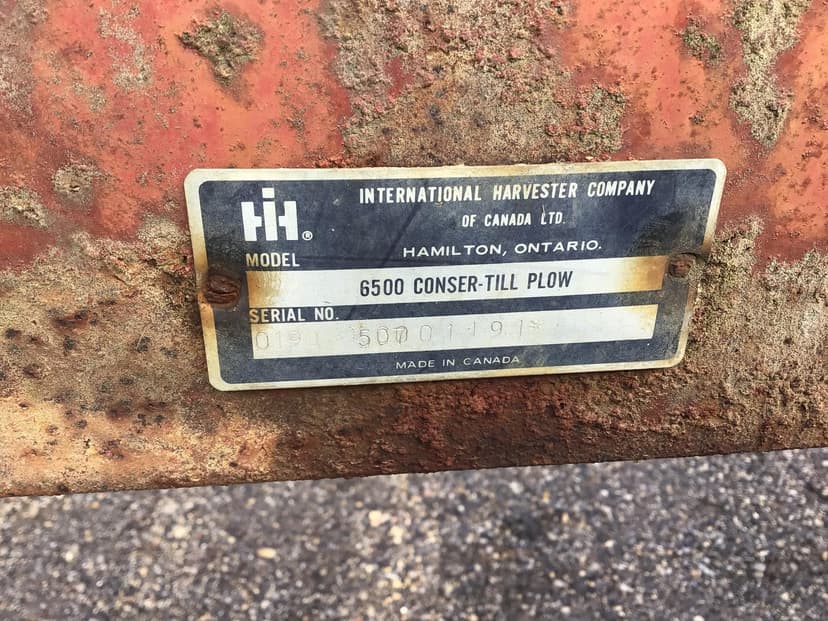 IH®
INTERNATIONAL HARVESTER COMPANY
OF CANADA LTD.
HAMILTON, ONTARIO.
MODEL
6500 CONSER-TILL PLOW
SERIAL NO.
MADE IN CANADA